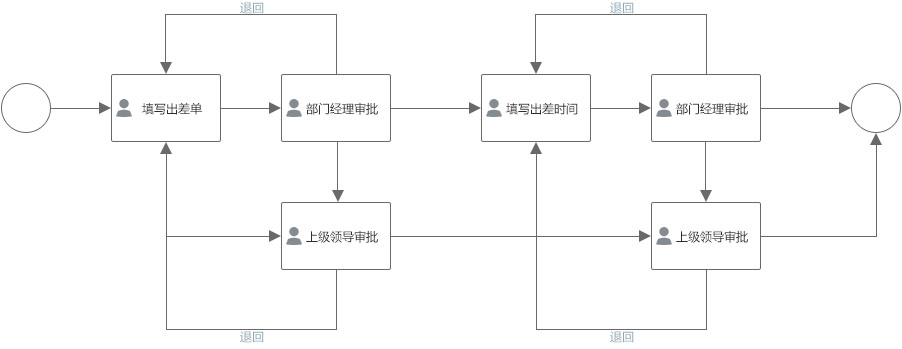 退回
退回
填写出差单
部门经理审批
填写出差时间
部门经理审批
上级领导审批
上级领导审批
退回
退回